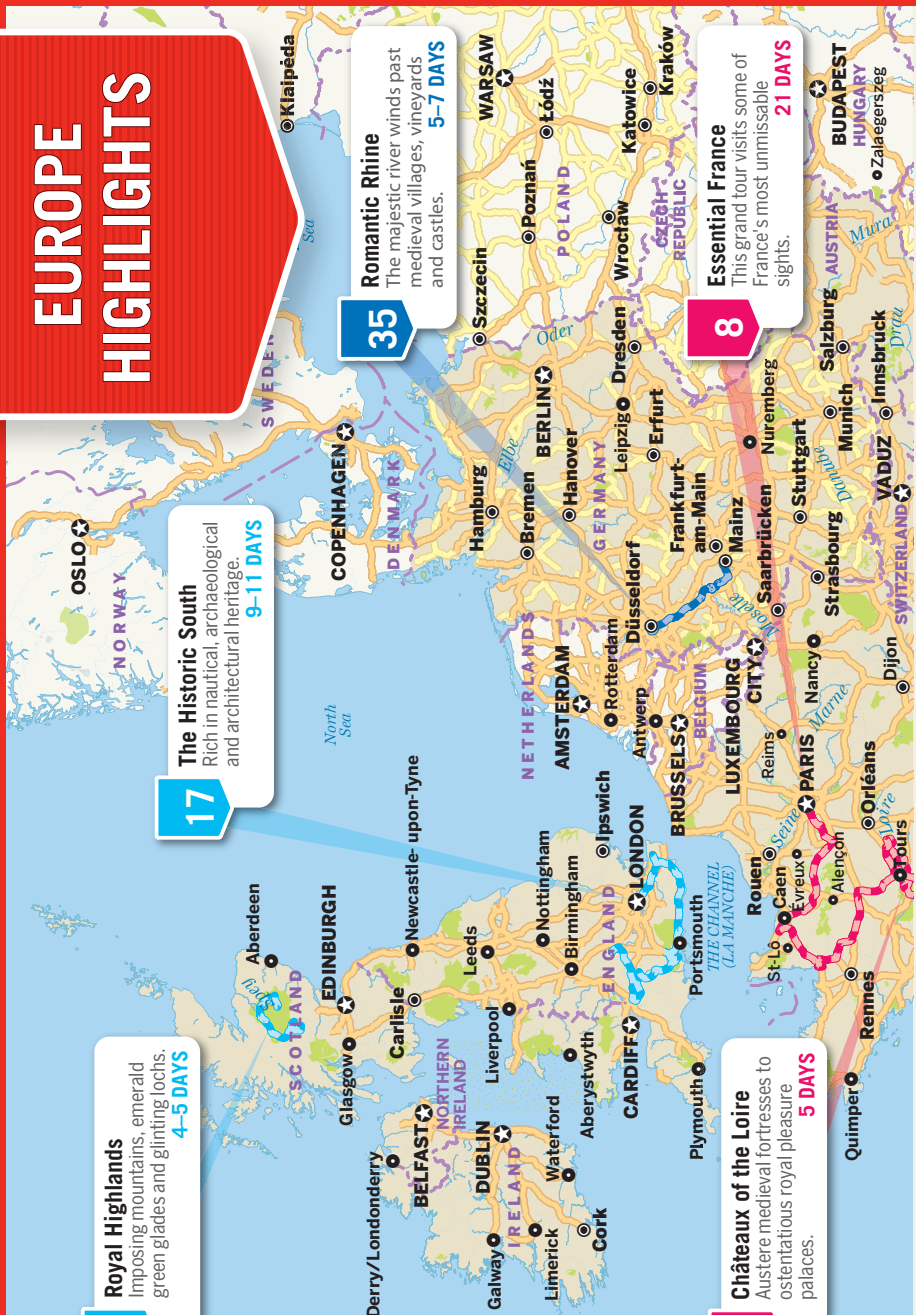 EUROPE
HIGHLIGHTS
Royal Highlands
Imposing mountains, emerald
green glades and glinting lochs.
4–5 DAYS
17
The Historic South
Rich in nautical, archaeological
and architectural heritage.
9–11 DAYS
35
Romantic Rhine
The majestic river winds past
medieval villages, vineyards
and castles.
5–7 DAYS
8
Essential France
This grand tour visits some of
France's most unmissable
sights.
21 DAYS
Châteaux of the Loire
Austere medieval fortresses to
ostentatious royal pleasure
palaces.
5 DAYS
OSLO
NORWAY
SWEDEN
Klaipėda
Sea
COPENHAGEN
DENMARK
North
Sea
Aberdeen
Spey
SCOTLAND
EDINBURGH
Glasgow
Newcastle- upon-Tyne
Carlisle
Derry/Londonderry
BELFAST
NORTHERN
IRELAND
DUBLIN
IRELAND
Galway
Limerick
Waterford
Cork
Leeds
Liverpool
Nottingham
Birmingham
Aberystwyth
ENGLAND
Ipswich
LONDON
CARDIFF
Portsmouth
Plymouth
THE CHANNEL
(LA MANCHE)
NETHERLANDS
AMSTERDAM
Rotterdam
Antwerp
BRUSSELS
BELGIUM
LUXEMBOURG
CITY
Hamburg
Elbe
Bremen
Hanover
BERLIN
Szczecin
Oder
GERMANY
Leipzig
Dresden
Erfurt
Düsseldorf
Frankfurt-
am-Main
Mainz
Moselle
Saarbrücken
Nuremberg
Stuttgart
Danube
Strasbourg
Munich
Salzburg
Innsbruck
VADUZ
SWITZERLAND
AUSTRIA
Drau
Mura
WARSAW
Łódź
Poznań
POLAND
Wrocław
Katowice
Kraków
CZECH
REPUBLIC
BUDAPEST
HUNGARY
Zalaegerszeg
Reims
Nancy
Marne
PARIS
Seine
Rouen
Caen
Évreux
St-Lô
Alençon
Orléans
Loire
Tours
Dijon
Rennes
Quimper